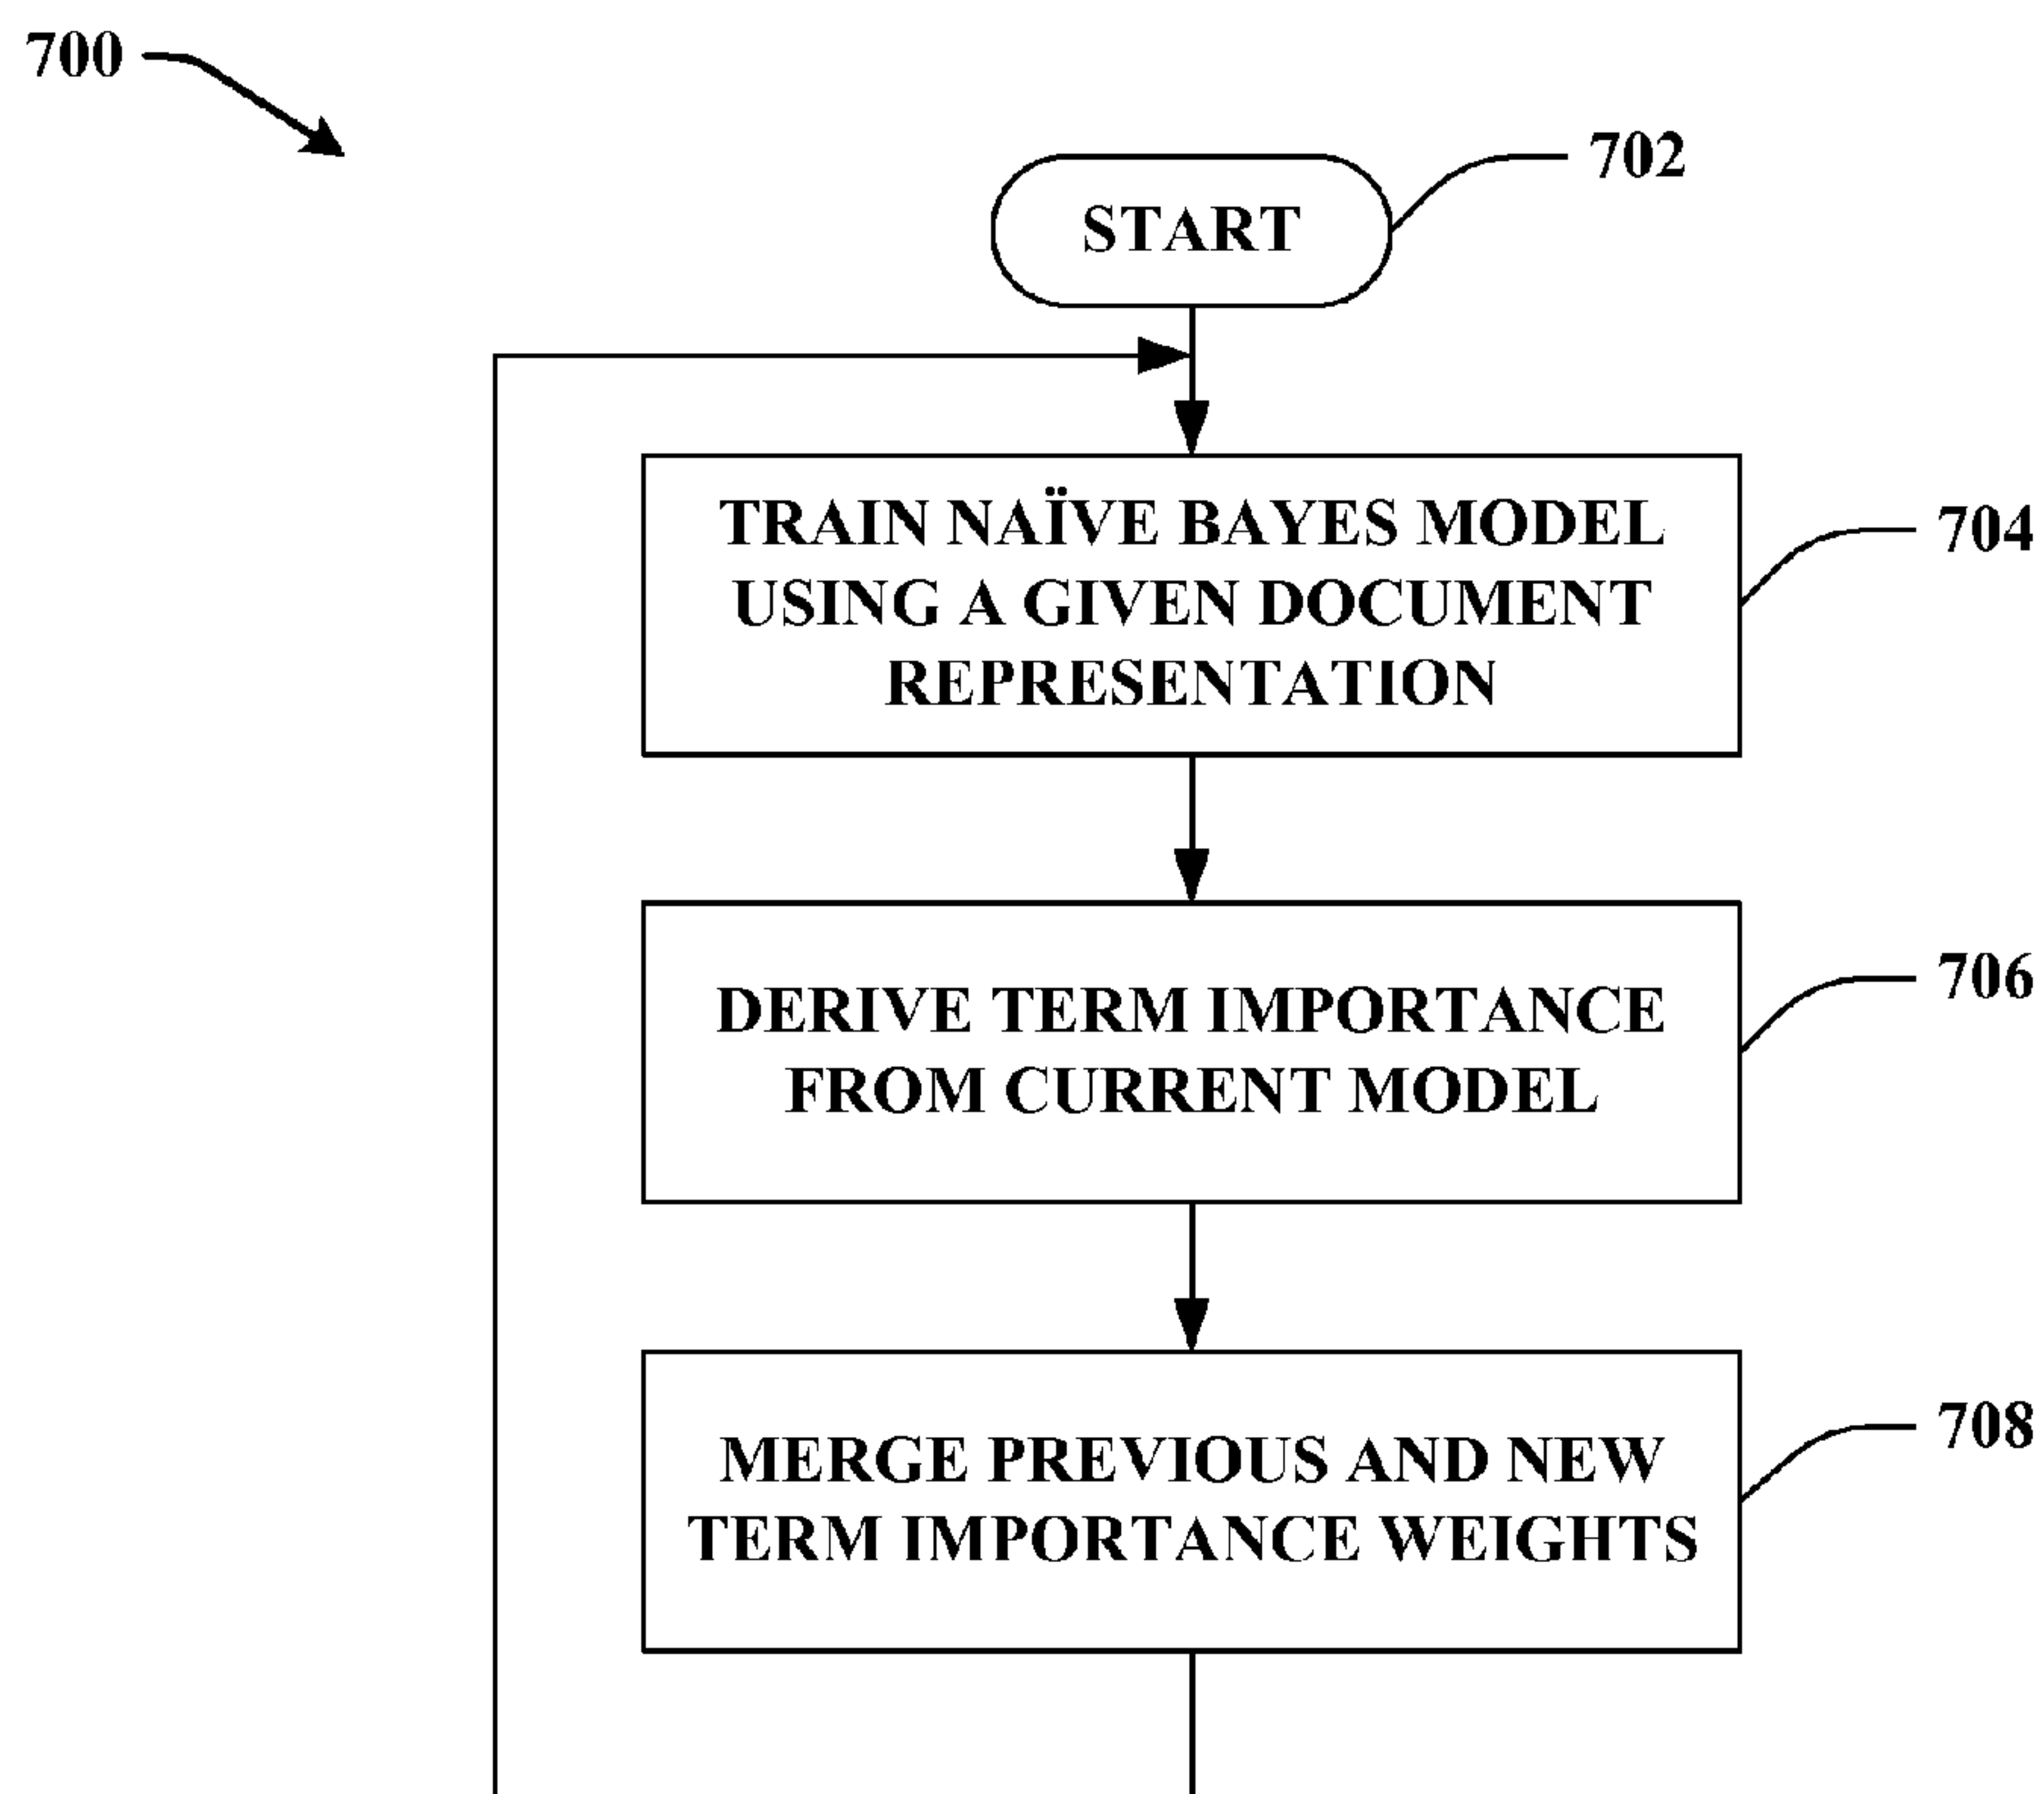 700
702
START
TRAIN NAÏVE BAYES MODEL
USING A GIVEN DOCUMENT
REPRESENTATION
704
DERIVE TERM IMPORTANCE
FROM CURRENT MODEL
706
MERGE PREVIOUS AND NEW
TERM IMPORTANCE WEIGHTS
708